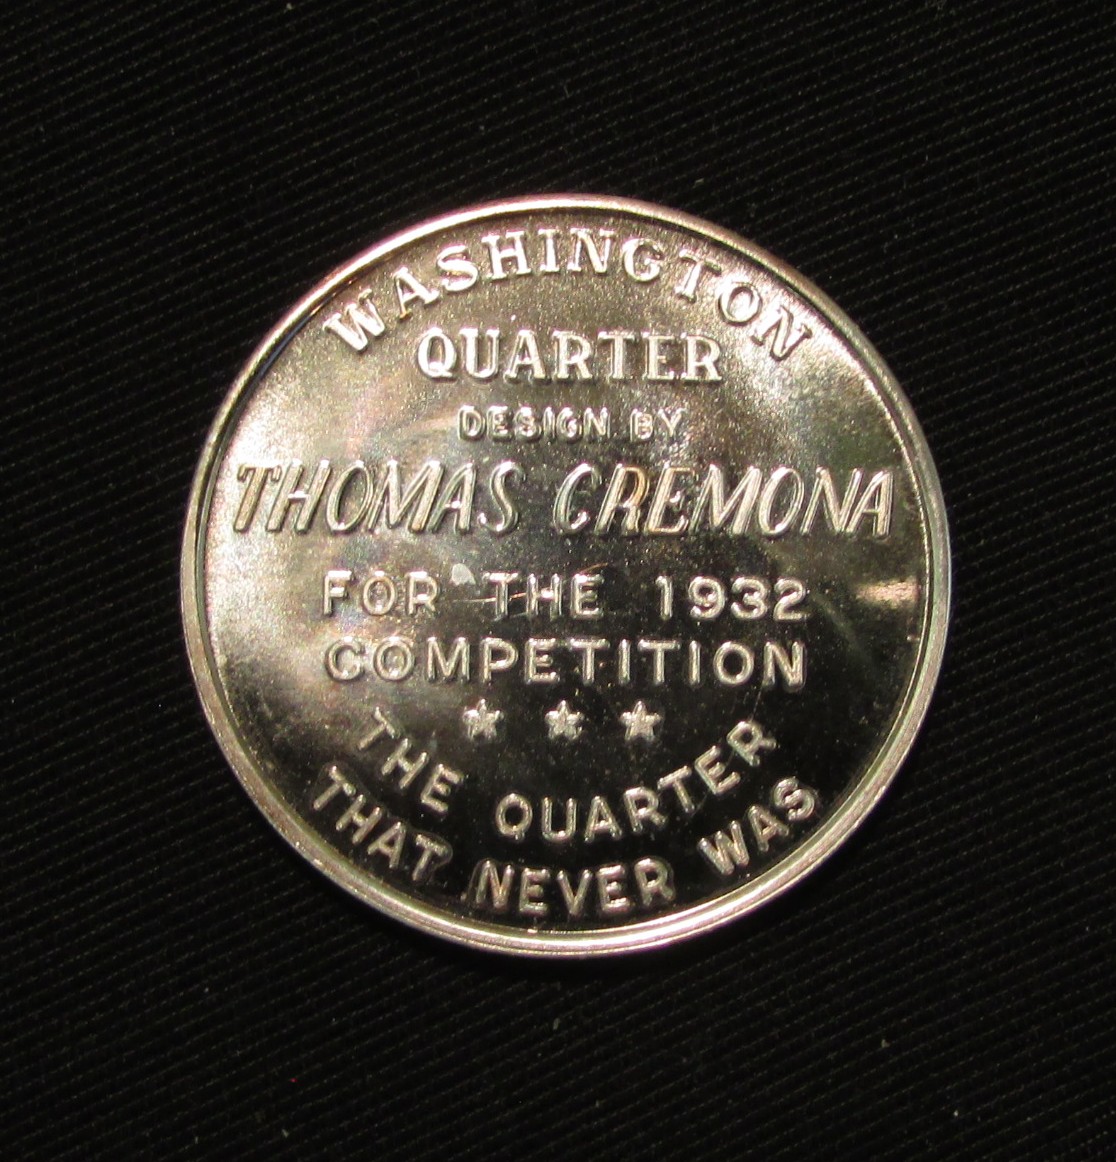 WASHINGTON
QUARTER
DESIGN BY
THOMAS CREMONA
FOR THE 1932
COMPETITION
THE QUARTER
THAT NEVER WAS